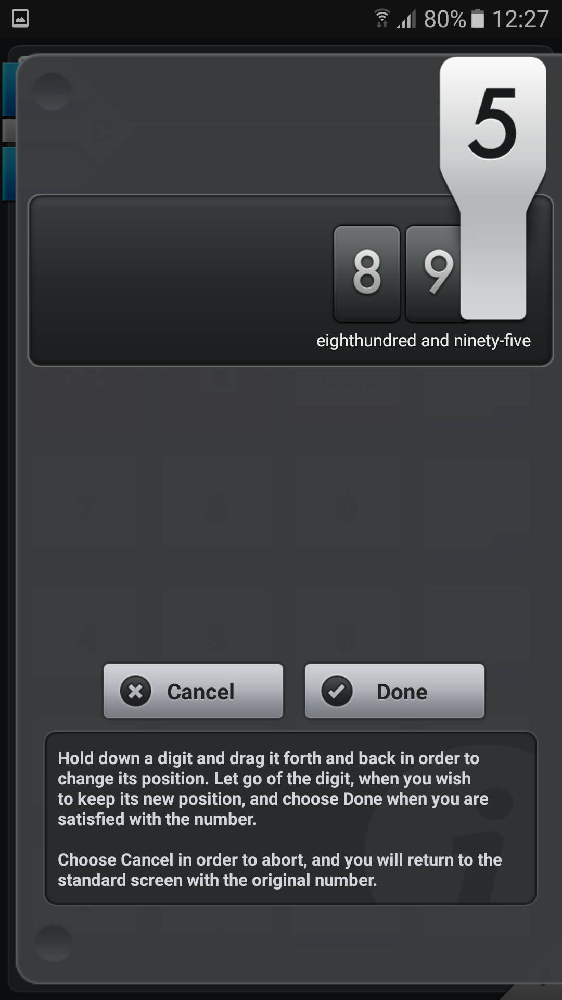 80% 12:27
5
8 9
eighthundred and ninety-five
Cancel Done
Hold down a digit and drag it forth and back in order to
change its position. Let go of the digit, when you wish
to keep its new position, and choose Done when you are
satisfied with the number.
Choose Cancel in order to abort, and you will return to the
standard screen with the original number.